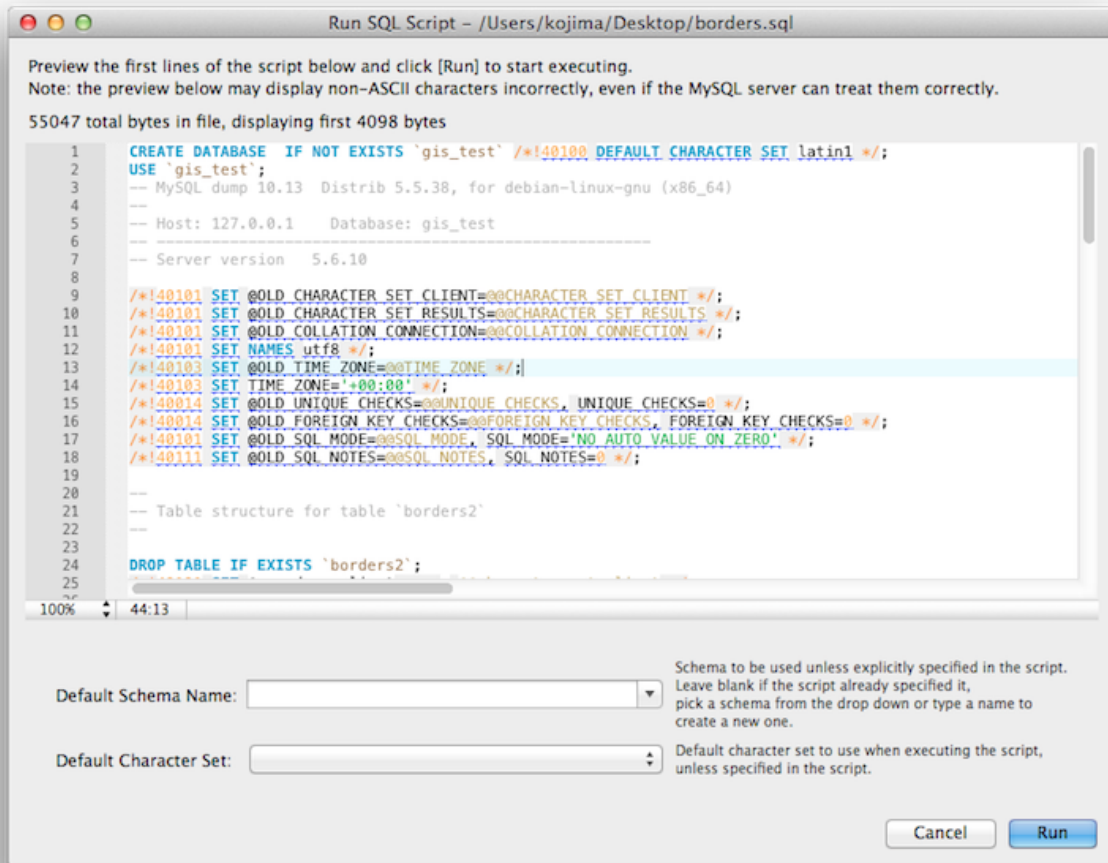 Run SQL Script – /Users/kojima/Desktop/borders.sql
Preview the first lines of the script below and click [Run] to start executing.
Note: the preview below may display non-ASCII characters incorrectly, even if the MySQL server can treat them correctly.
55047 total bytes in file, displaying first 4098 bytes
1 CREATE DATABASE  IF NOT EXISTS `gis_test` /*!40100 DEFAULT CHARACTER SET latin1 */;
2 USE `gis_test`;
3 -- MySQL dump 10.13  Distrib 5.5.38, for debian-linux-gnu (x86_64)
4 --
5 -- Host: 127.0.0.1    Database: gis_test
6 -- ------------------------------------------------------
7 -- Server version   5.6.10
8
9 /*!40101 SET @OLD_CHARACTER_SET_CLIENT=@@CHARACTER_SET_CLIENT */;
10 /*!40101 SET @OLD_CHARACTER_SET_RESULTS=@@CHARACTER_SET_RESULTS */;
11 /*!40101 SET @OLD_COLLATION_CONNECTION=@@COLLATION_CONNECTION */;
12 /*!40101 SET NAMES utf8 */;
13 /*!40103 SET @OLD_TIME_ZONE=@@TIME_ZONE */;
14 /*!40103 SET TIME_ZONE='+00:00' */;
15 /*!40014 SET @OLD_UNIQUE_CHECKS=@@UNIQUE_CHECKS, UNIQUE_CHECKS=0 */;
16 /*!40014 SET @OLD_FOREIGN_KEY_CHECKS=@@FOREIGN_KEY_CHECKS, FOREIGN_KEY_CHECKS=0 */;
17 /*!40101 SET @OLD_SQL_MODE=@@SQL_MODE, SQL_MODE='NO_AUTO_VALUE_ON_ZERO' */;
18 /*!40111 SET @OLD_SQL_NOTES=@@SQL_NOTES, SQL_NOTES=0 */;
19
20 --
21 -- Table structure for table `borders2`
22 --
23
24 DROP TABLE IF EXISTS `borders2`;
25
100% 44:13
Default Schema Name:
Schema to be used unless explicitly specified in the script.
Leave blank if the script already specified it,
pick a schema from the drop down or type a name to
create a new one.
Default Character Set:
Default character set to use when executing the script,
unless specified in the script.
Cancel Run